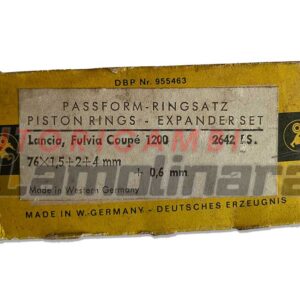 DBP Nr. 955463
PASSFORM-RINGSATZ
PISTON RINGS - EXPANDER SET
Lancia, Fulvia Coupé 1200 2642 LS.
76×1,5+2+4 mm
+ 0,6 mm
Made in Western Germany
MADE IN W.-GERMANY - DEUTSCHES ERZEUGNIS